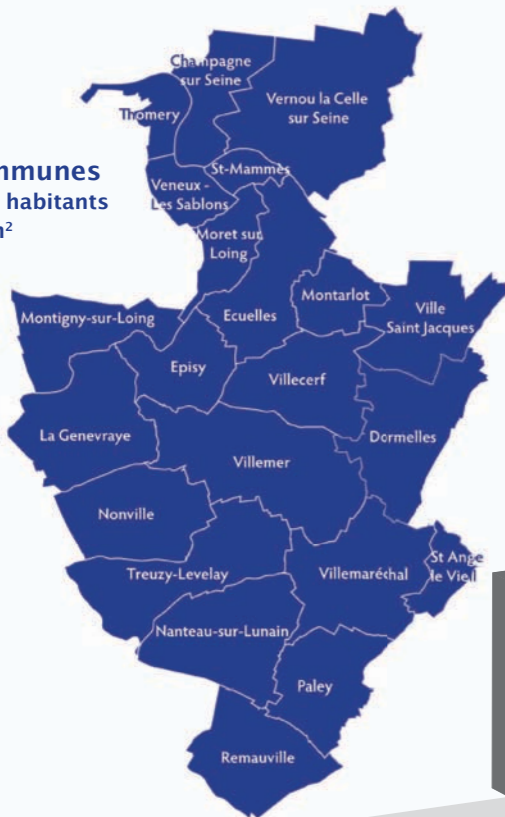 Champagne
sur Seine
Vernou la Celle
sur Seine
Thomery
mmunes
habitants
m²
St-Mammès
Veneux -
Les Sablons
Moret sur
Loing
Montarlot
Ville
Saint Jacques
Montigny-sur-Loing
Ecuelles
Episy
Villecerf
La Genevraye
Dormelles
Villemer
Nonville
St Ange
le Vieil
Treuzy-Levelay
Villemaréchal
Nanteau-sur-Lunain
Paley
Remauville